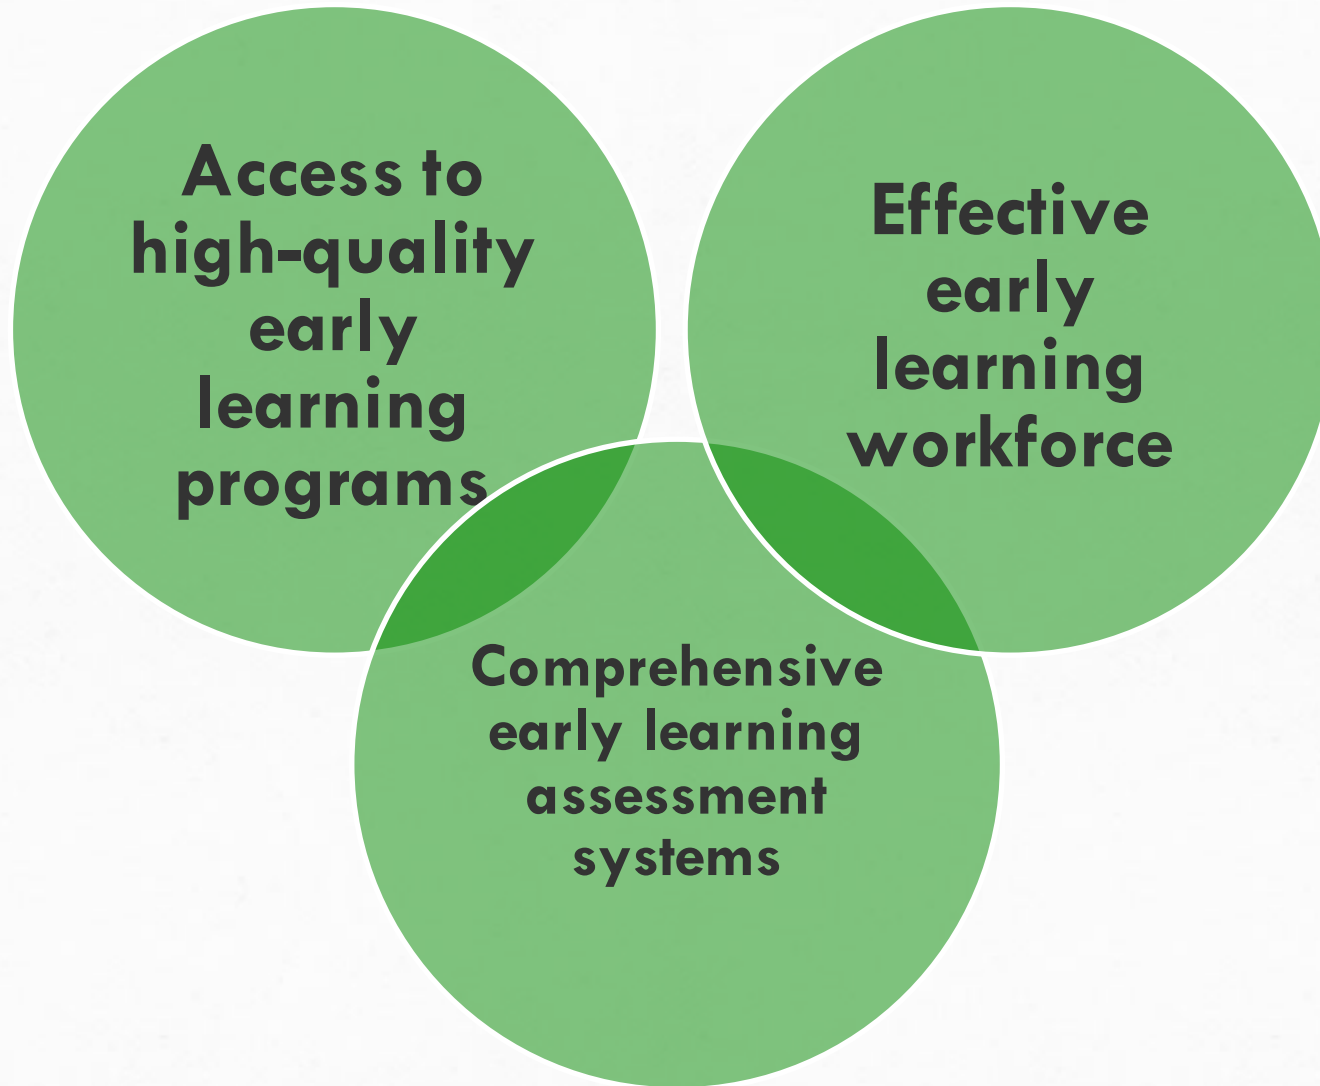 Access to
high-quality
early
learning
programs
Effective
early
learning
workforce
Comprehensive
early learning
assessment
systems